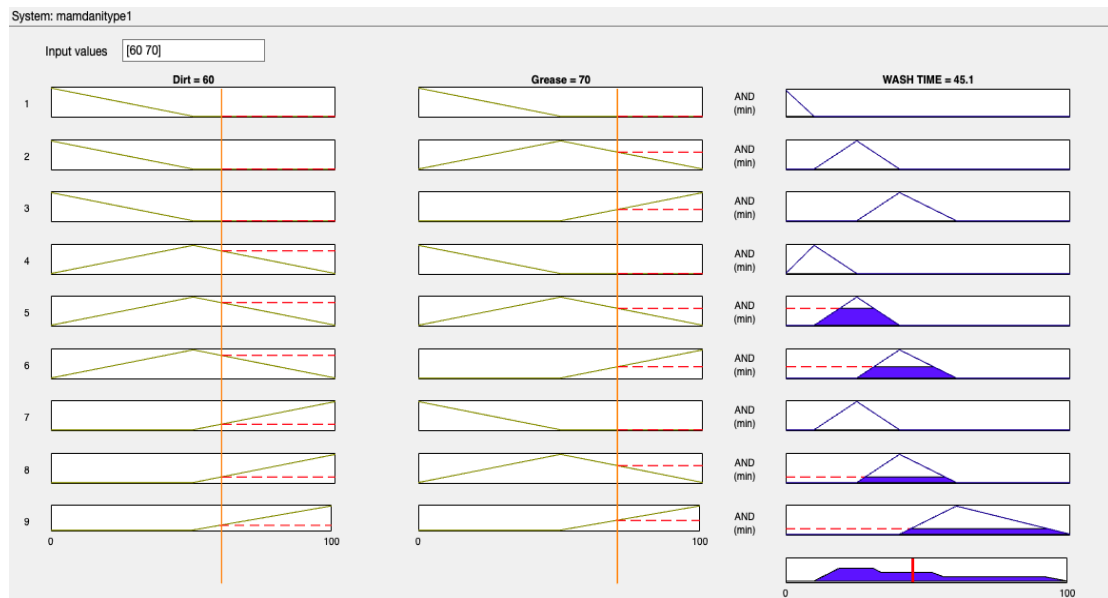 System: mamdanitype1
Input values [60 70]
Dirt = 60 Grease = 70 WASH TIME = 45.1
1 AND
(min)
2 AND
(min)
3 AND
(min)
4 AND
(min)
5 AND
(min)
6 AND
(min)
7 AND
(min)
8 AND
(min)
9 AND
(min)
0 100 0 100
0 100